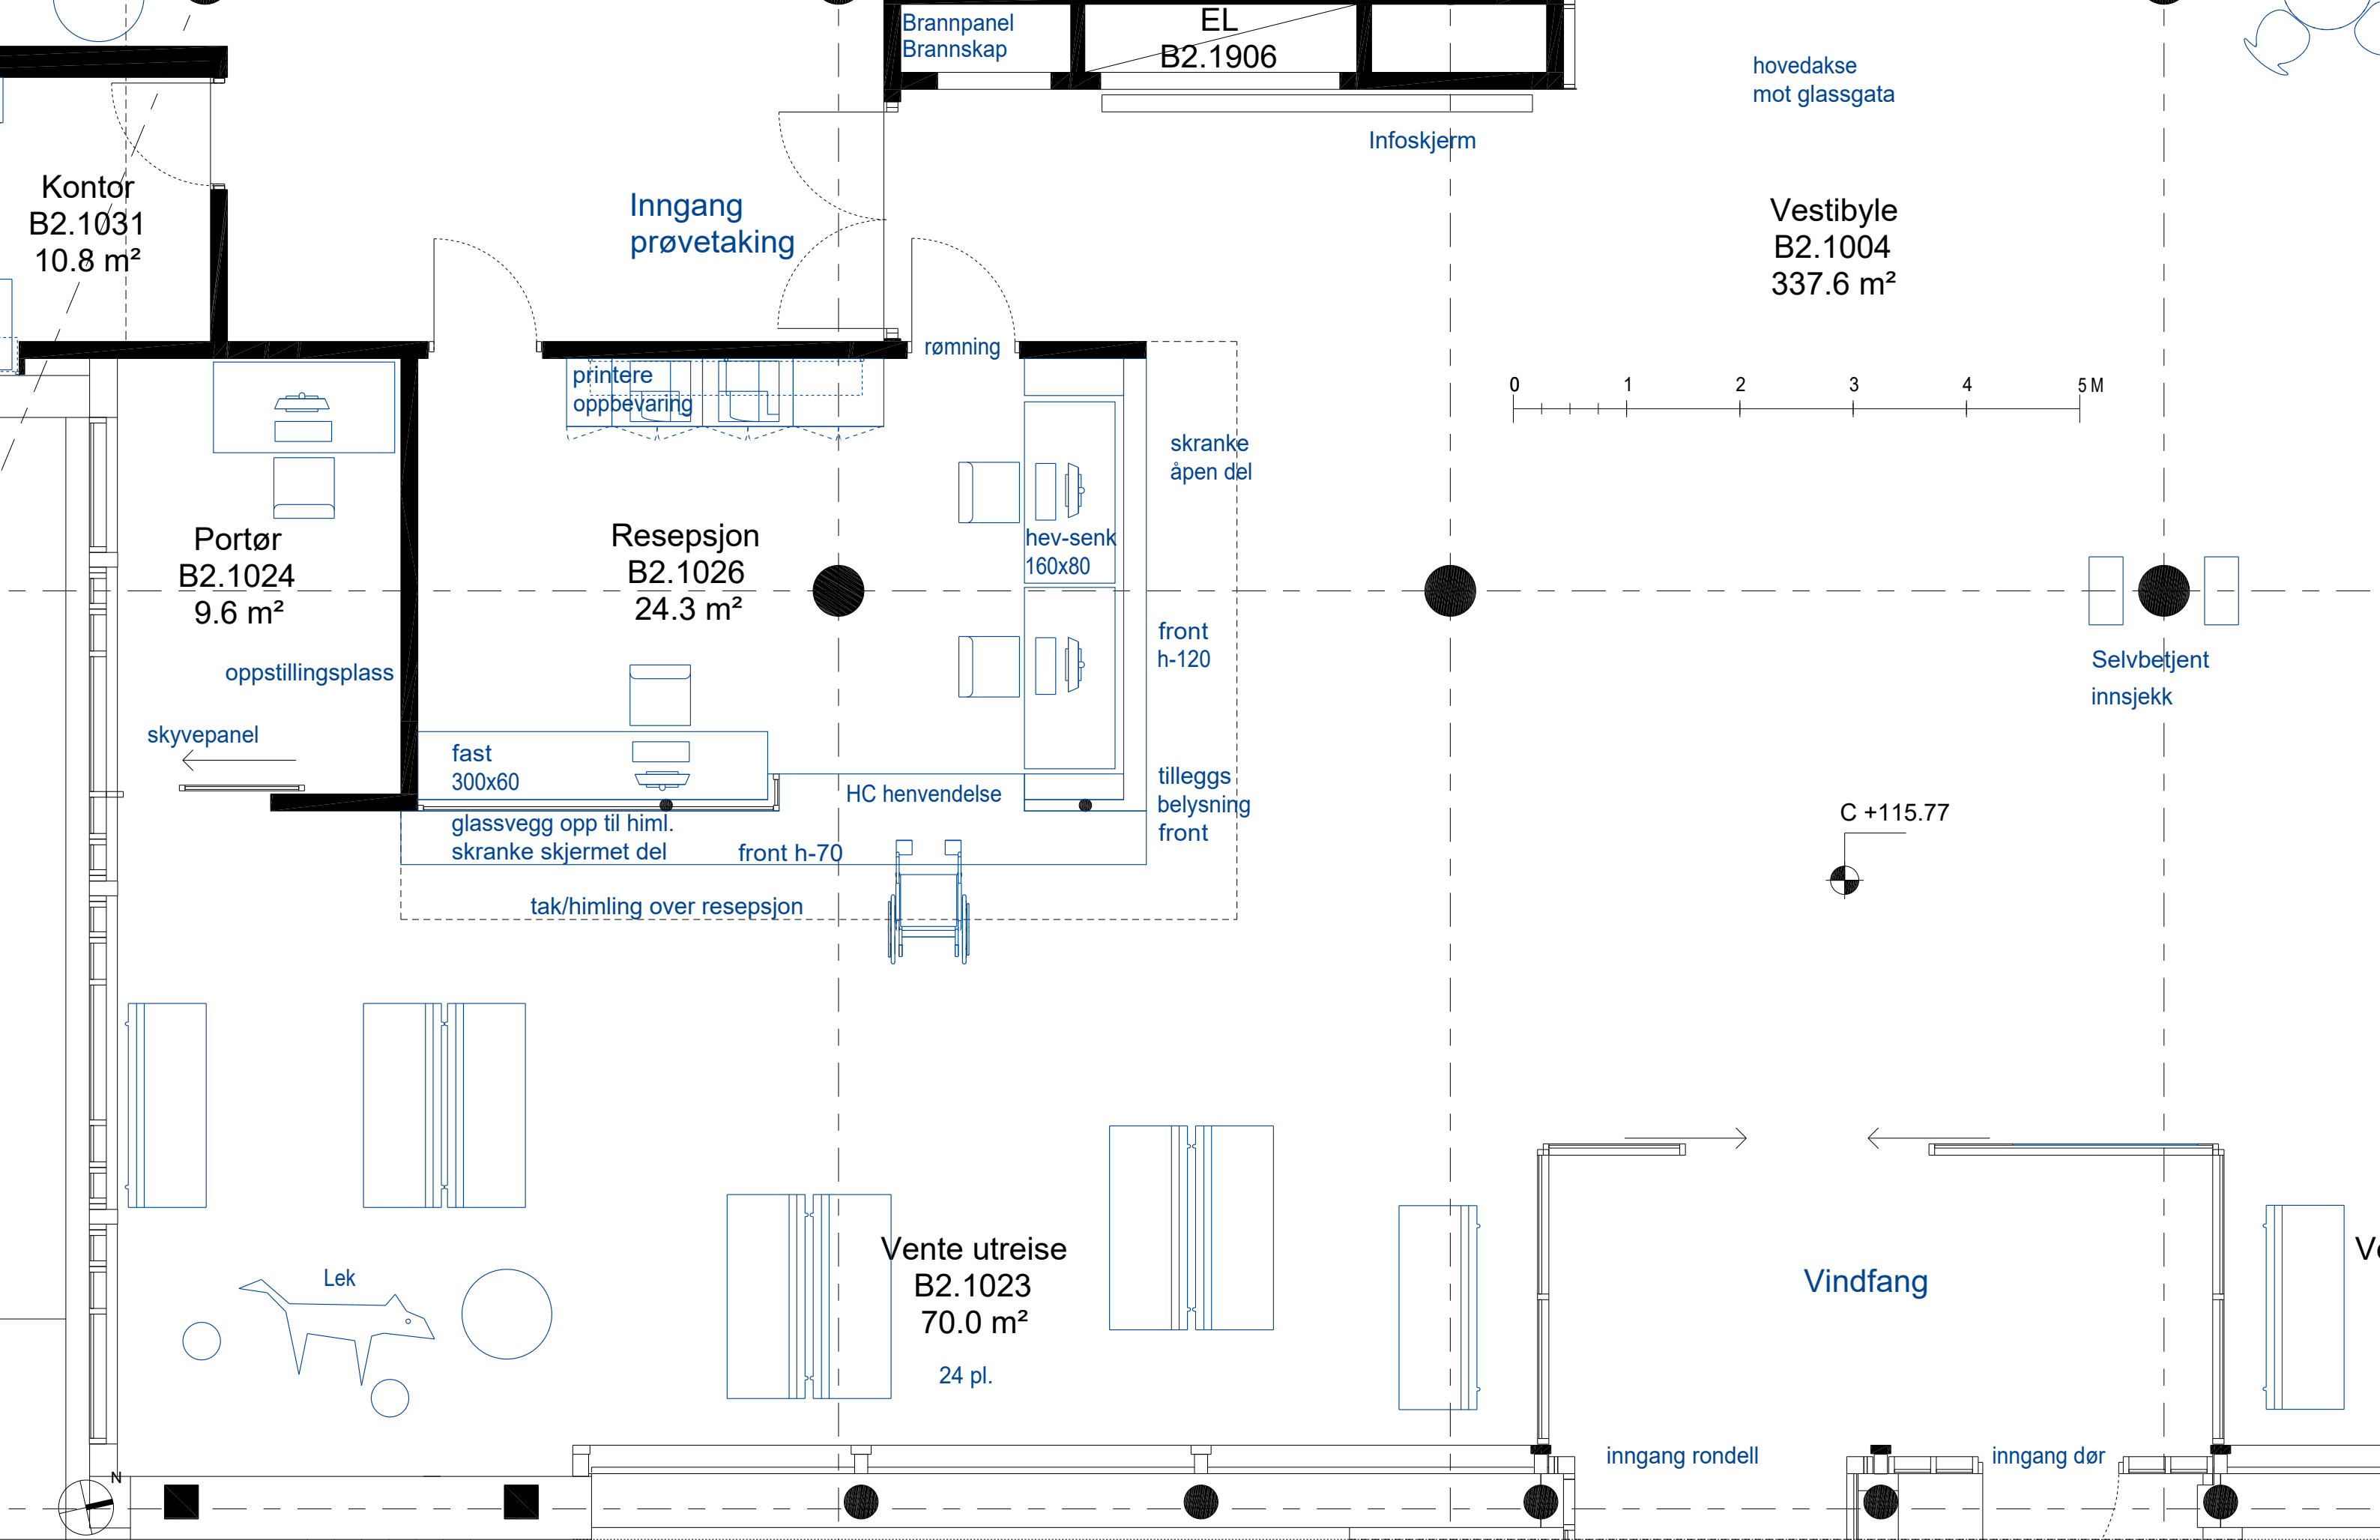 Brannpanel
Brannskap
EL
B2.1906
hovedakse
mot glassgata
Infoskjerm
Kontor
B2.1031
10.8 m²
Inngang
prøvetaking
Vestibyle
B2.1004
337.6 m²
rømning
printere
oppbevaring
0 1 2 3 4 5 M
skranke
åpen del
Portør
B2.1024
9.6 m²
Resepsjon
B2.1026
24.3 m²
hev-senk
160x80
front
h-120
Selvbetjent
innsjekk
oppstillingsplass
skyvepanel
fast
300x60
HC henvendelse
tilleggs
belysning
front
glassvegg opp til himl.
skranke skjermet del
front h-70
C +115.77
tak/himling over resepsjon
Lek
Vente utreise
B2.1023
70.0 m²
24 pl.
Vindfang
inngang rondell
inngang dør
N